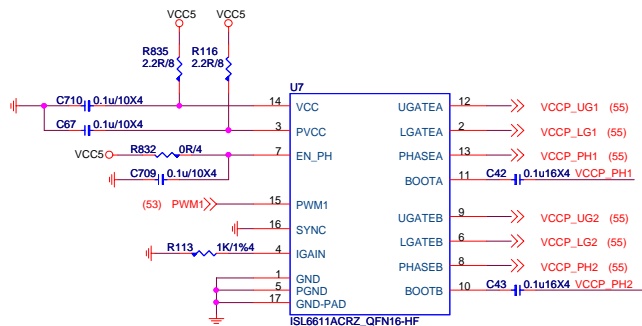 VCC5 VCC5
R835 R116
2.2R/8 2.2R/8
U7
C710 0.1u/10X4 14 VCC UGATEA 12 VCCP_UG1 (55)
C67 0.1u/10X4 3 PVCC LGATEA 2 VCCP_LG1 (55)
VCC5 R832 0R/4 7 EN_PH PHASEA 13 VCCP_PH1 (55)
C709 0.1u/10X4 BOOTA 11 C42 0.1u16X4 VCCP_PH1
(53) PWM1 15 PWM1
UGATEB 9 VCCP_UG2 (55)
16 SYNC
LGATEB 6 VCCP_LG2 (55)
R113 1K/1%4 4 IGAIN
PHASEB 8 VCCP_PH2 (55)
1 GND
5 PGND
BOOTB 10 C43 0.1u16X4 VCCP_PH2
17 GND-PAD
ISL6611ACRZ_QFN16-HF